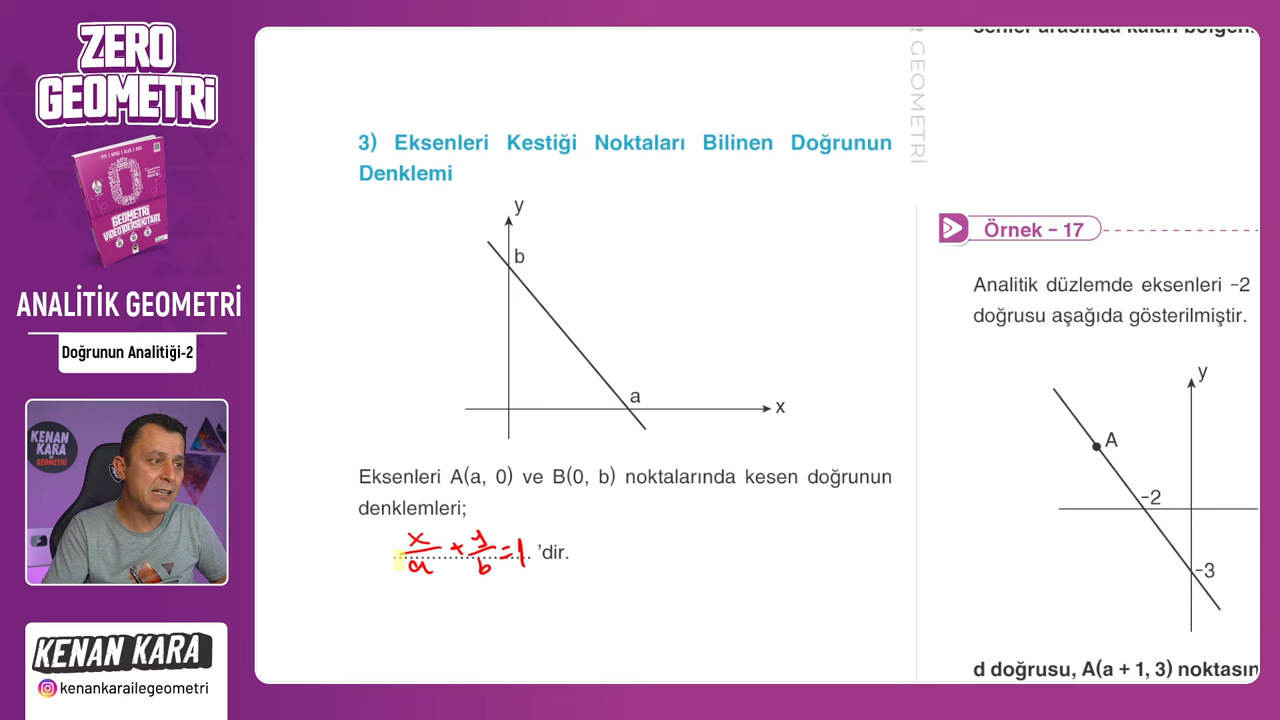 ZERO
GEOMETRİ
GEOMETRİ
VİDEO DERS KİTABI
ANALİTİK GEOMETRİ
Doğrunun Analitiği-2
KENAN
KARA
İLE
GEOMETRİ
KENAN KARA
kenankarailegeometri
3) Eksenleri Kestiği Noktaları Bilinen Doğrunun
Denklemi
y
b
a
x
Eksenleri A(a, 0) ve B(0, b) noktalarında kesen doğrunun
denklemleri;
x/a + y/b = 1 'dir.
GEOMETRİ
Örnek – 17
Analitik düzlemde eksenleri –2
doğrusu aşağıda gösterilmiştir.
y
A
–2
–3
d doğrusu, A(a + 1, 3) noktasın